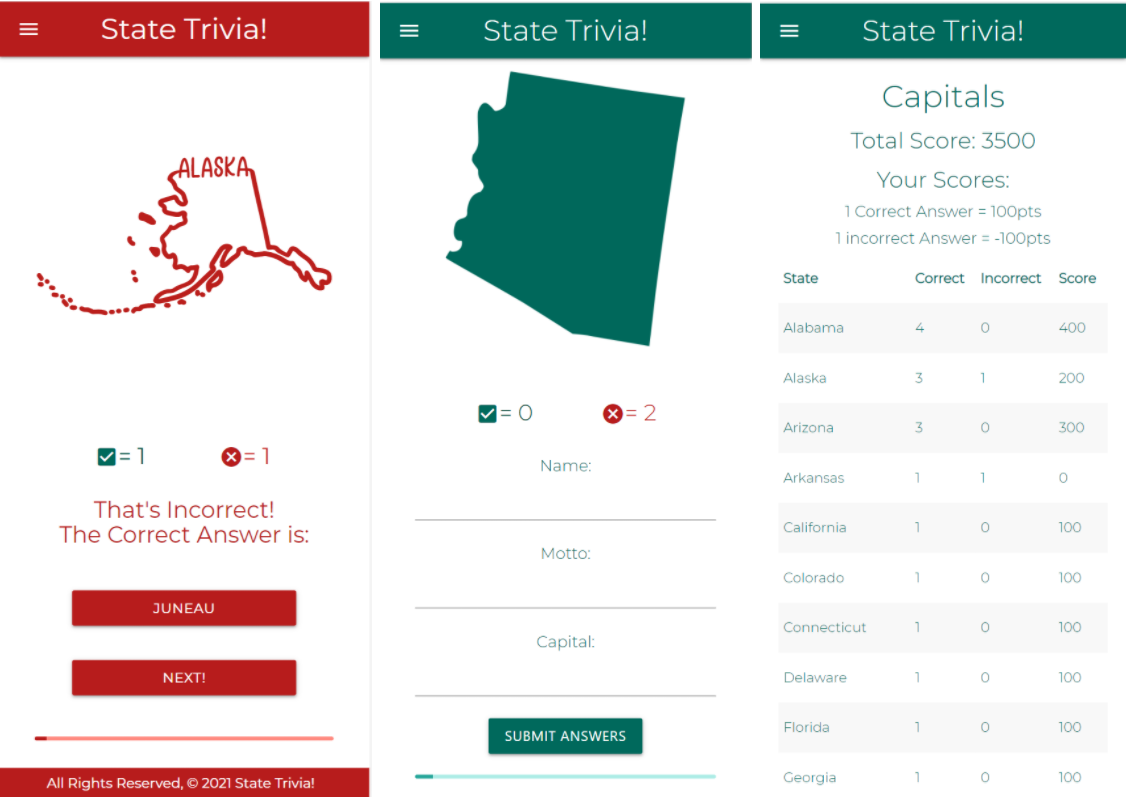 State Trivia!
ALASKA
= 1
= 1
That's Incorrect!
The Correct Answer is:
JUNEAU
NEXT!
All Rights Reserved, © 2021 State Trivia!
State Trivia!
= 0
= 2
Name:
Motto:
Capital:
SUBMIT ANSWERS
State Trivia!
Capitals
Total Score: 3500
Your Scores:
1 Correct Answer = 100pts
1 incorrect Answer = -100pts
State Correct Incorrect Score
Alabama 4 0 400
Alaska 3 1 200
Arizona 3 0 300
Arkansas 1 1 0
California 1 0 100
Colorado 1 0 100
Connecticut 1 0 100
Delaware 1 0 100
Florida 1 0 100
Georgia 1 0 100